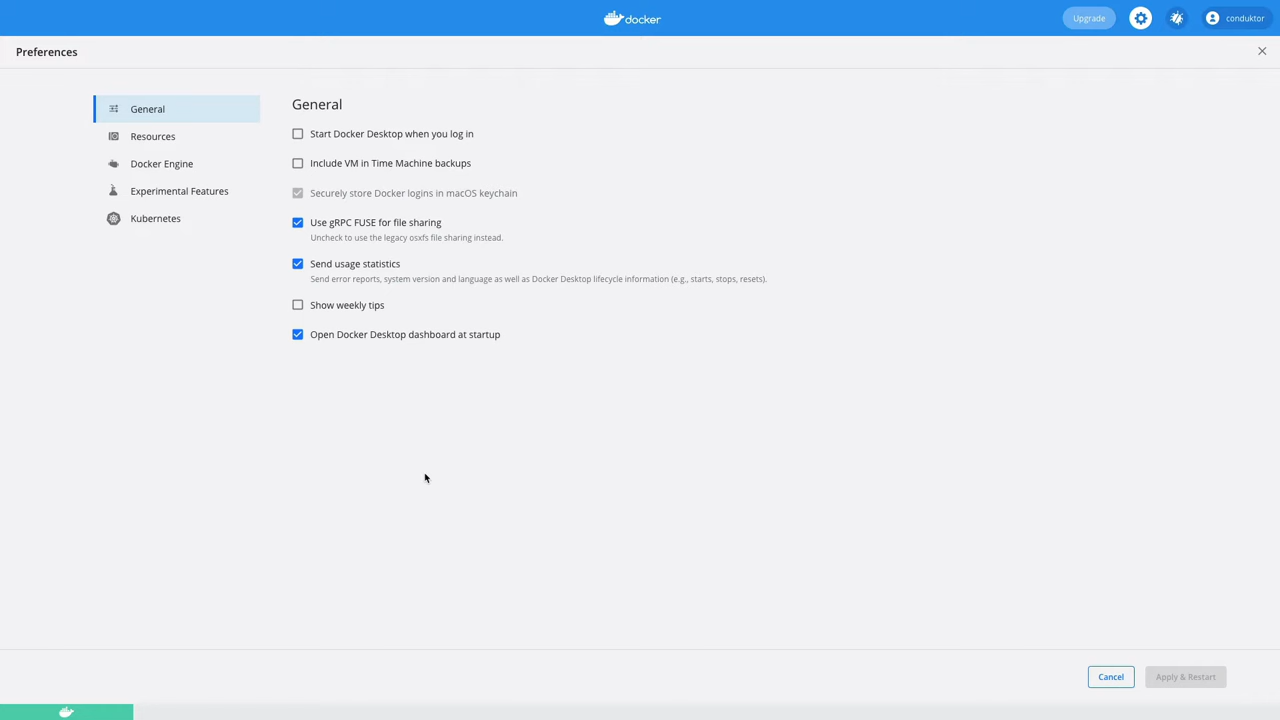 docker
Upgrade
conduktor
Preferences
General
Resources
Docker Engine
Experimental Features
Kubernetes
General
Start Docker Desktop when you log in
Include VM in Time Machine backups
Securely store Docker logins in macOS keychain
Use gRPC FUSE for file sharing
Uncheck to use the legacy osxfs file sharing instead.
Send usage statistics
Send error reports, system version and language as well as Docker Desktop lifecycle information (e.g., starts, stops, resets).
Show weekly tips
Open Docker Desktop dashboard at startup
Cancel
Apply & Restart